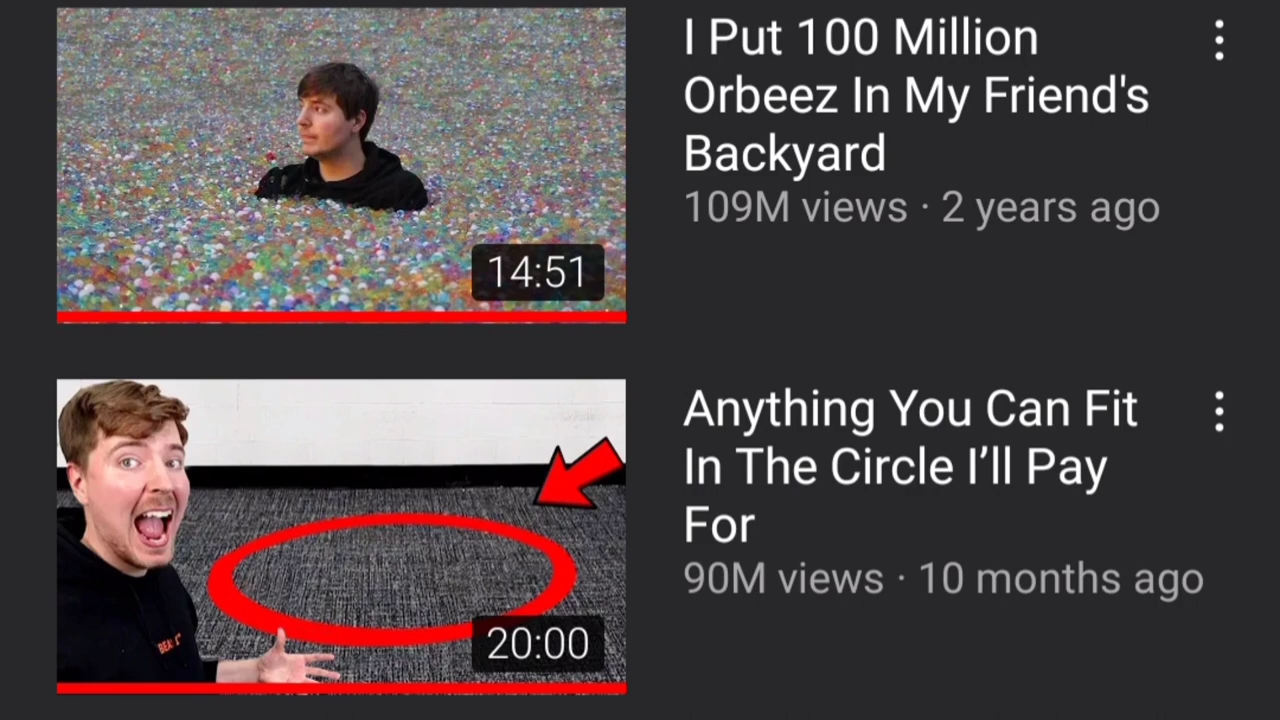 I Put 100 Million
Orbeez In My Friend's
Backyard
109M views · 2 years ago
14:51
Anything You Can Fit
In The Circle I’ll Pay
For
90M views · 10 months ago
20:00